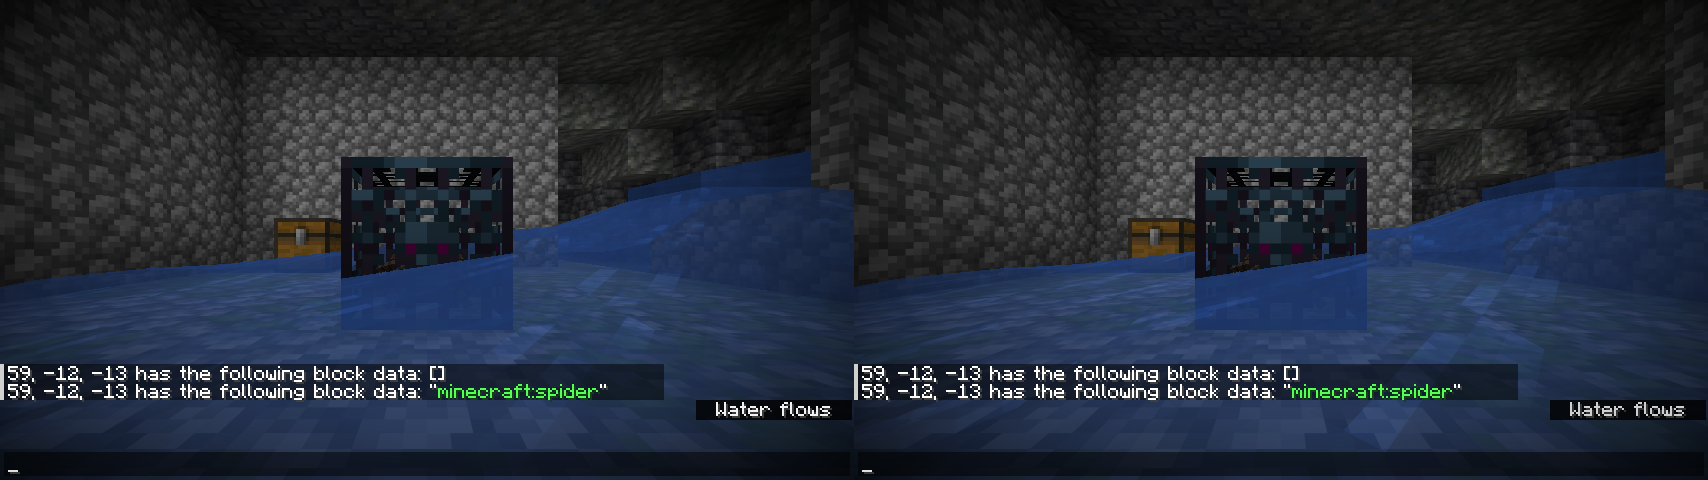 59, -12, -13 has the following block data: []
59, -12, -13 has the following block data: "minecraft:spider"
Water flows
_
59, -12, -13 has the following block data: []
59, -12, -13 has the following block data: "minecraft:spider"
Water flows
_